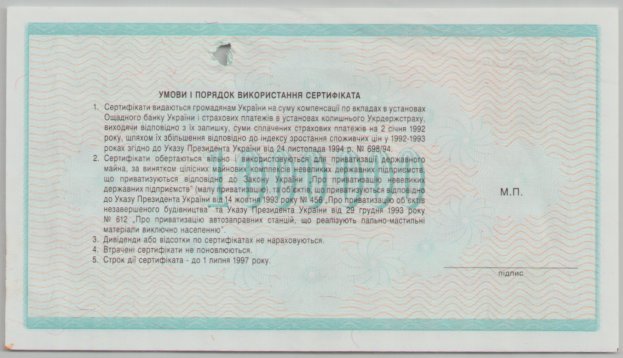 УМОВИ І ПОРЯДОК ВИКОРИСТАННЯ СЕРТИФІКАТА
1. Сертифікати видаються громадянам України на суму компенсації по вкладах в установах
Ощадного банку України і страхових платежів в установах колишнього Укрдержстраху,
виходячи відповідно з їх залишку, суми сплачених страхових платежів на 2 січня 1992
року, шляхом їх збільшення відповідно до індексу зростання споживчих цін у 1992-1993
роках згідно до Указу Президента України від 24 листопада 1994 р. № 698/94.
2. Сертифікати обертаються вільно і використовуються для приватизації державного
майна, за винятком цілісних майнових комплексів невеликих державних підприємств,
що приватизуються відповідно до Закону України „Про приватизацію невеликих
державних підприємств” (малу приватизацію), та об'єктів, що приватизуються відповідно
до Указу Президента України від 14 жовтня 1993 року № 456 „Про приватизацію об'єктів
незавершеного будівництва” та Указу Президента України від 29 грудня 1993 року
№ 612 „Про приватизацію автозаправних станцій, що реалізують пально-мастильні
матеріали виключно населенню”.
М.П.
3. Дивіденди або відсотки по сертифікатах не нараховуються.
4. Втрачені сертифікати не поновлюються.
5. Строк дії сертифіката - до 1 липня 1997 року.
підпис